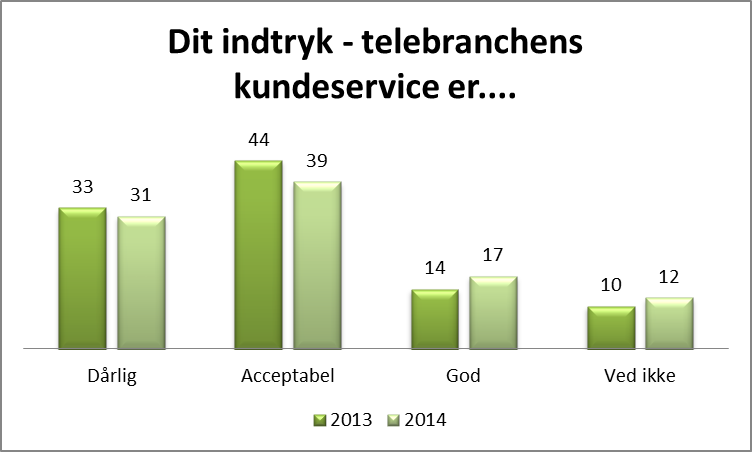 Dit indtryk - telebranchens
kundeservice er....
33 31 44 39 14 17 10 12
Dårlig Acceptabel God Ved ikke
2013 2014